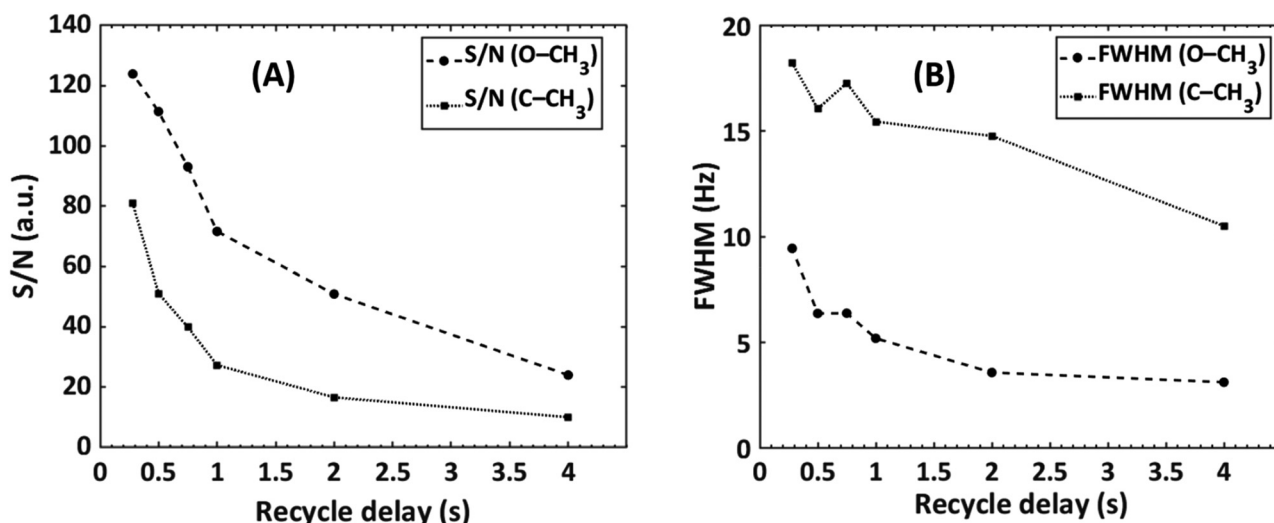 140
120
100
80
60
40
20
0
S/N (a.u.)
(A)
S/N (O–CH3)
S/N (C–CH3)
0 0.5 1 1.5 2 2.5 3 3.5 4
Recycle delay (s)
20
15
10
5
0
FWHM (Hz)
(B)
FWHM (O–CH3)
FWHM (C–CH3)
0 0.5 1 1.5 2 2.5 3 3.5 4
Recycle delay (s)